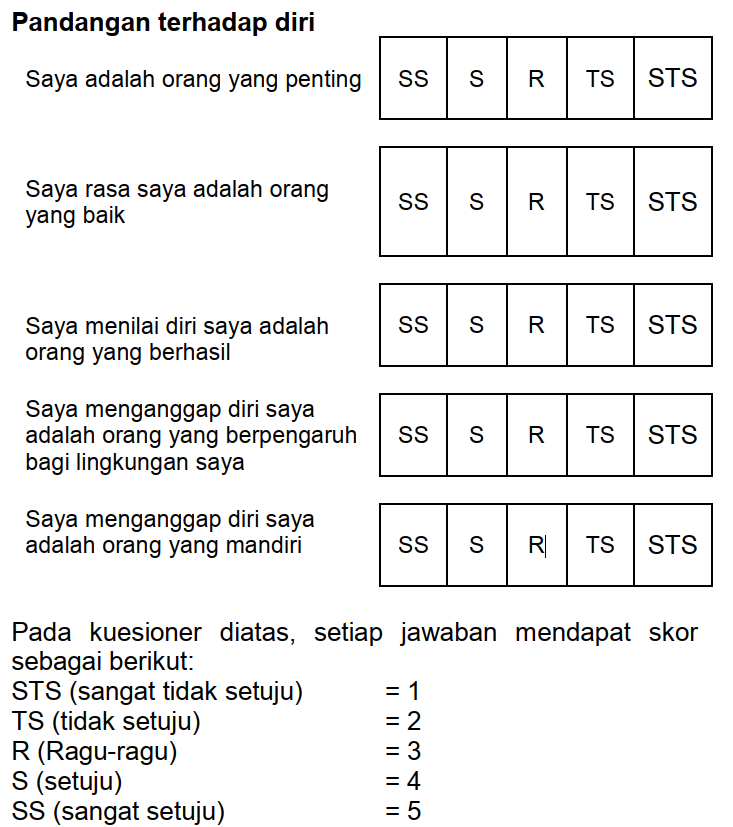 Pandangan terhadap diri
Saya adalah orang yang penting SS S R TS STS
Saya rasa saya adalah orang
yang baik SS S R TS STS
Saya menilai diri saya adalah SS S R TS STS
orang yang berhasil
Saya menganggap diri saya
adalah orang yang berpengaruh SS S R TS STS
bagi lingkungan saya
Saya menganggap diri saya
adalah orang yang mandiri SS S R TS STS
Pada kuesioner diatas, setiap jawaban mendapat skor
sebagai berikut:
STS (sangat tidak setuju) = 1
TS (tidak setuju) = 2
R (Ragu-ragu) = 3
S (setuju) = 4
SS (sangat setuju) = 5